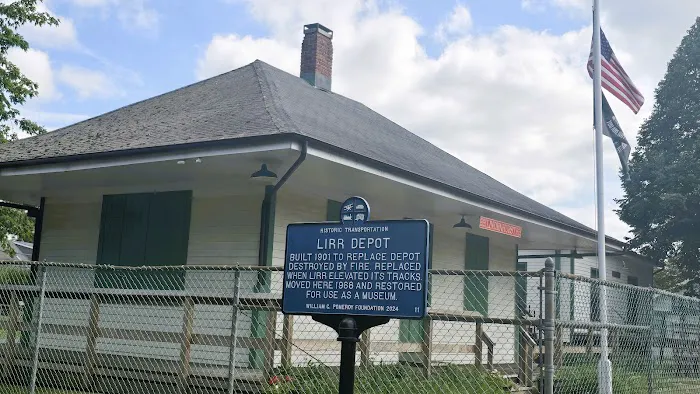 HISTORIC TRANSPORTATION
LIRR DEPOT
BUILT 1901 TO REPLACE DEPOT
DESTROYED BY FIRE. REPLACED
WHEN LIRR ELEVATED ITS TRACKS.
MOVED HERE 1968 AND RESTORED
FOR USE AS A MUSEUM.
WILLIAM G. POMEROY FOUNDATION 2024